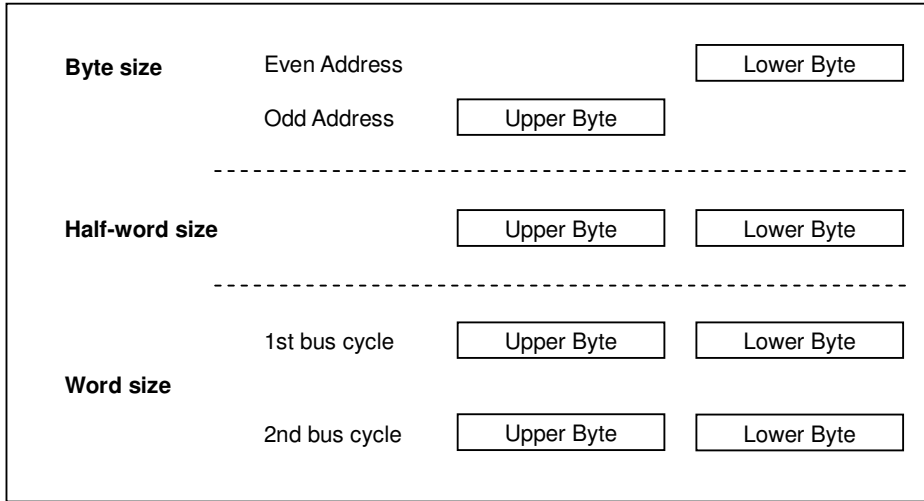 Byte size Even Address Lower Byte
Odd Address Upper Byte
Half-word size Upper Byte Lower Byte
1st bus cycle Upper Byte Lower Byte
Word size
2nd bus cycle Upper Byte Lower Byte